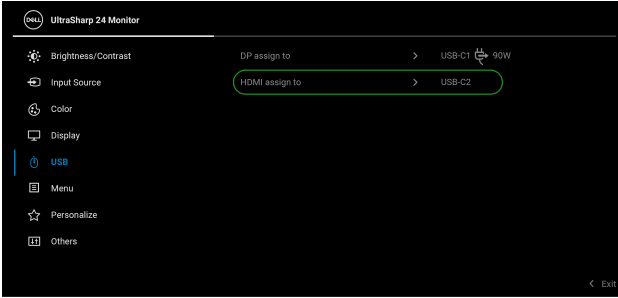 DELL UltraSharp 24 Monitor
Brightness/Contrast DP assign to > USB-C1 90W
Input Source HDMI assign to > USB-C2
Color
Display
USB
Menu
Personalize
Others
< Exit